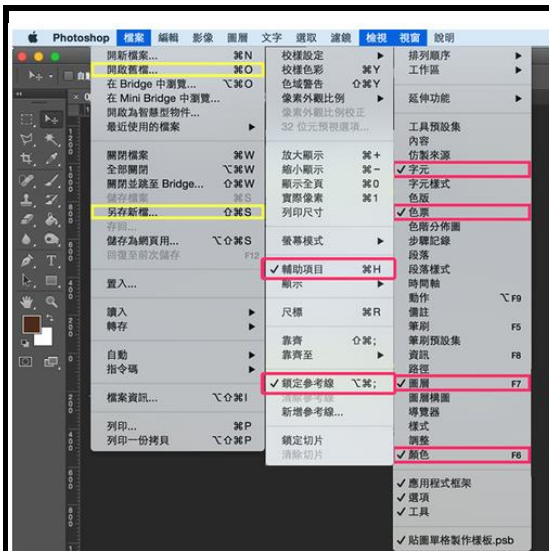 Photoshop 檔案 編輯 影像 圖層 文字 選取 濾鏡 檢視 視窗 說明
開新檔案... ⌘N
開啟舊檔... ⌘O
在 Bridge 中瀏覽... ⌥⌘O
在 Mini Bridge 中瀏覽...
開啟為智慧型物件...
最近使用的檔案
關閉檔案 ⌘W
全部關閉 ⌥⌘W
關閉並跳至 Bridge... ⇧⌘W
儲存檔案 ⌘S
另存新檔... ⇧⌘S
存回...
儲存為網頁用... ⌥⇧⌘S
回復至前次儲存 F12
置入...
讀入
轉存
自動
指令碼
檔案資訊... ⌥⇧⌘I
列印... ⌘P
列印一份拷貝 ⌥⇧⌘P
校樣設定
校樣色彩 ⌘Y
色域警告 ⇧⌘Y
像素外觀比例
像素外觀比例校正
32 位元預視選項...
放大顯示 ⌘+
縮小顯示 ⌘-
顯示全頁 ⌘0
實際像素 ⌘1
列印尺寸
螢幕模式
✓ 輔助項目 ⌘H
顯示
尺標 ⌘R
靠齊 ⇧⌘;
靠齊至
✓ 鎖定參考線 ⌥⌘;
清除參考線
新增參考線...
鎖定切片
清除切片
排列順序
工作區
延伸功能
工具預設集
內容
仿製來源
✓ 字元
字元樣式
色版
✓ 色票
色階分佈圖
步驟記錄
段落
段落樣式
時間軸
動作 ⌥F9
備註
筆刷 F5
筆刷預設集
資訊 F8
路徑
✓ 圖層 F7
圖層構圖
導覽器
樣式
調整
✓ 顏色 F6
✓ 應用程式框架
✓ 選項
✓ 工具
✓ 貼圖單格製作樣板.psb